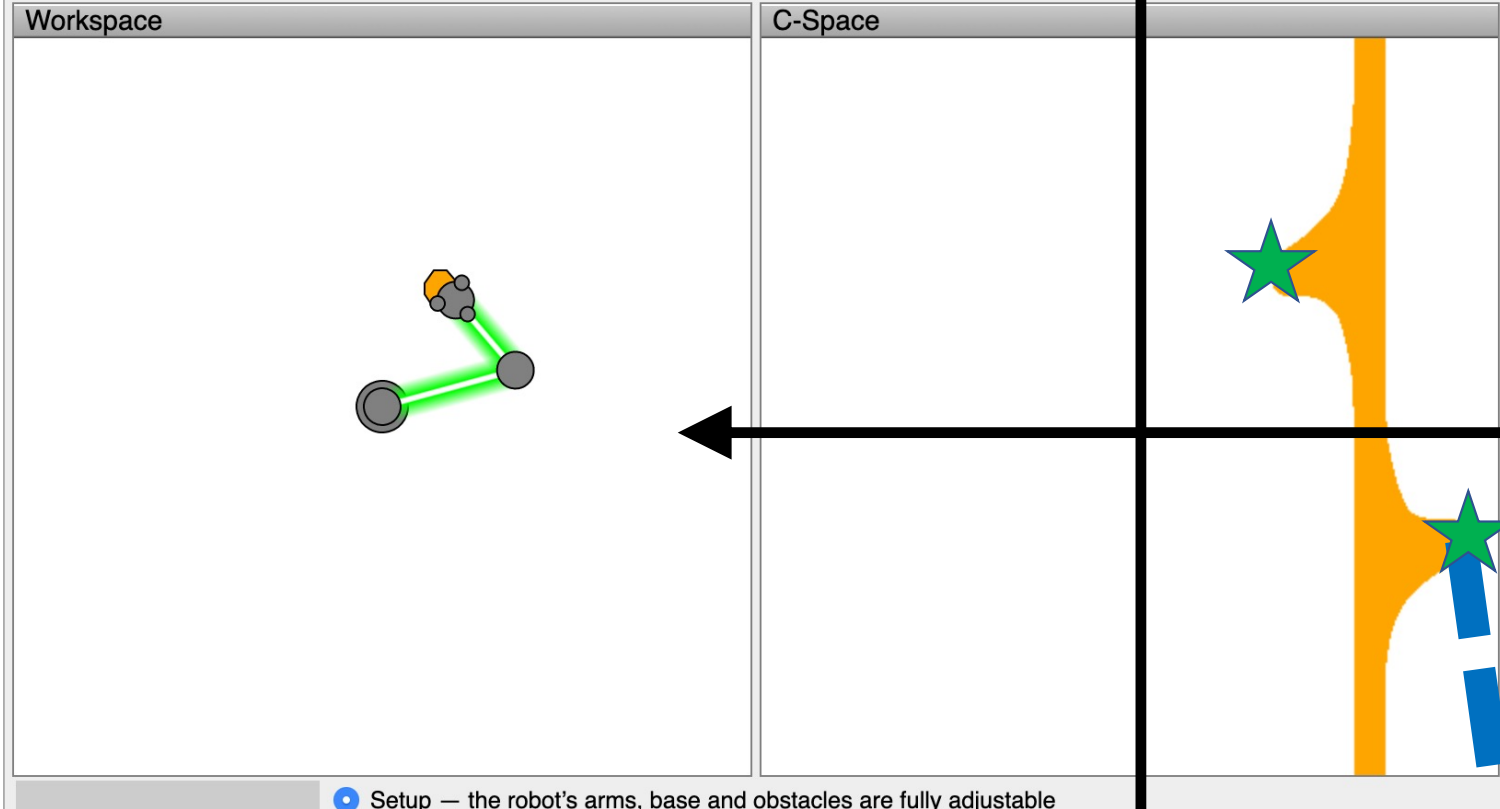 Workspace
C-Space
Setup — the robot's arms, base and obstacles are fully adjustable